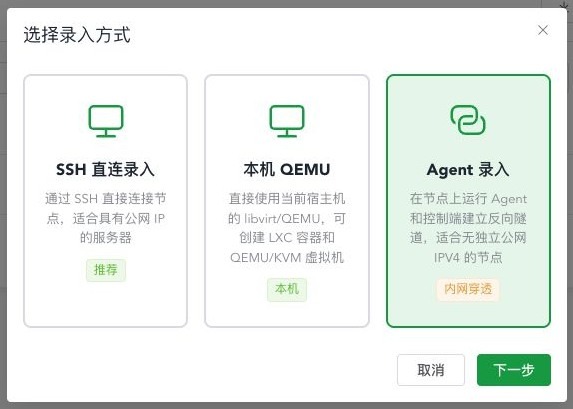 选择录入方式
SSH 直连录入
通过 SSH 直接连接节
点，适合具有公网 IP
的服务器
推荐
本机 QEMU
直接使用当前宿主机
的 libvirt/QEMU，可
创建 LXC 容器和
QEMU/KVM 虚拟机
本机
Agent 录入
在节点上运行 Agent
和控制端建立反向隧
道，适合无独立公网
IPV4 的节点
内网穿透
取消
下一步